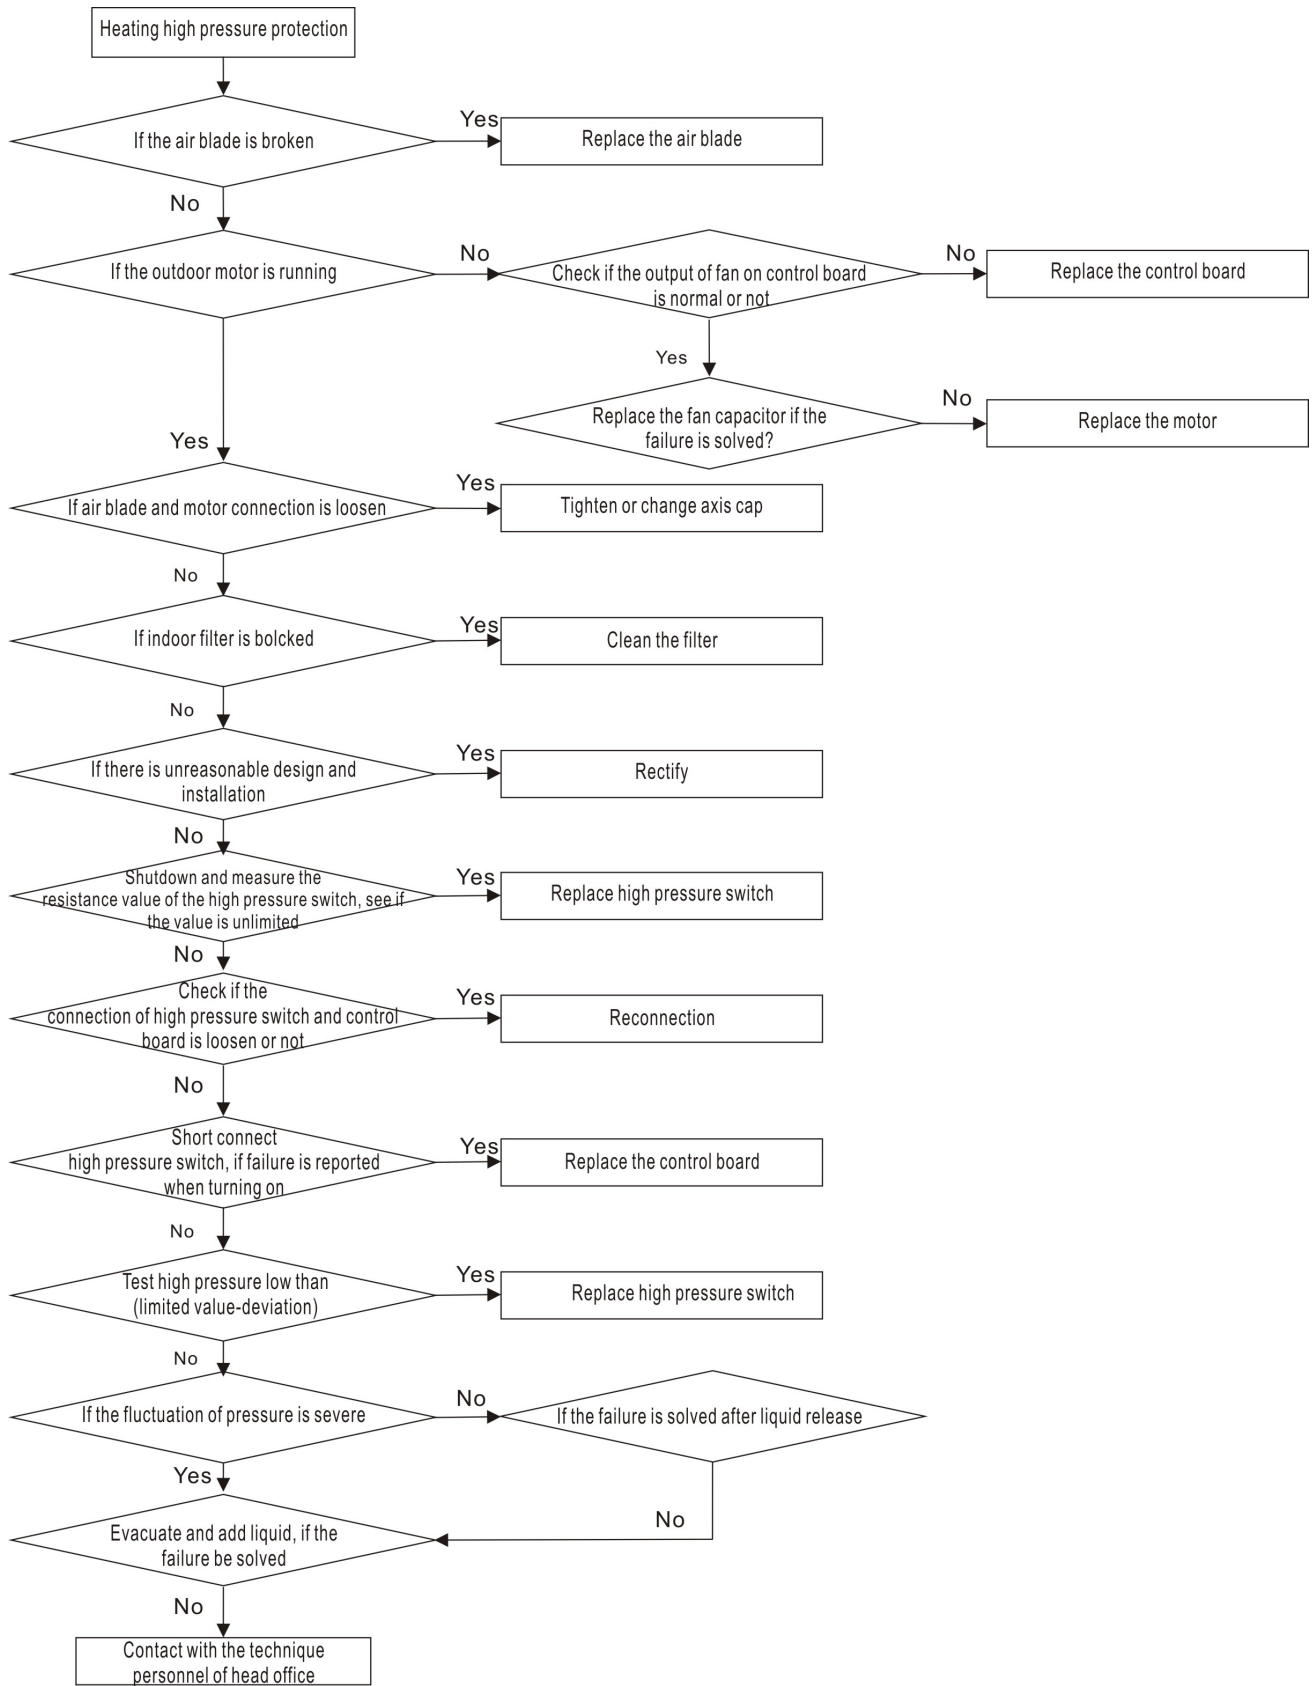 Heating high pressure protection
If the air blade is broken
Yes
Replace the air blade
No
If the outdoor motor is running
No
Check if the output of fan on control board
is normal or not
No
Replace the control board
Yes
Replace the fan capacitor if the
failure is solved?
No
Replace the motor
Yes
If air blade and motor connection is loosen
Yes
Tighten or change axis cap
No
If indoor filter is bolcked
Yes
Clean the filter
No
If there is unreasonable design and
installation
Yes
Rectify
No
Shutdown and measure the
resistance value of the high pressure switch, see if
the value is unlimited
Yes
Replace high pressure switch
No
Check if the
connection of high pressure switch and control
board is loosen or not
Yes
Reconnection
No
Short connect
high pressure switch, if failure is reported
when turning on
Yes
Replace the control board
No
Test high pressure low than
(limited value-deviation)
Yes
Replace high pressure switch
No
If the fluctuation of pressure is severe
No
If the failure is solved after liquid release
Yes
No
Evacuate and add liquid, if the
failure be solved
No
Contact with the technique
personnel of head office